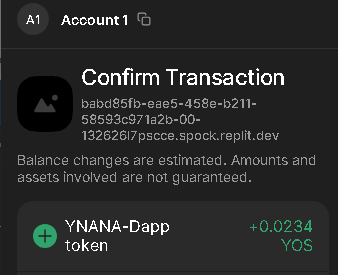 A1 Account 1
Confirm Transaction
babd85fb-eae5-458e-b211-
58593c971a2b-00-
132626l7pscce.spock.replit.dev
Balance changes are estimated. Amounts and
assets involved are not guaranteed.
YNANA-Dapp +0.0234
token YOS